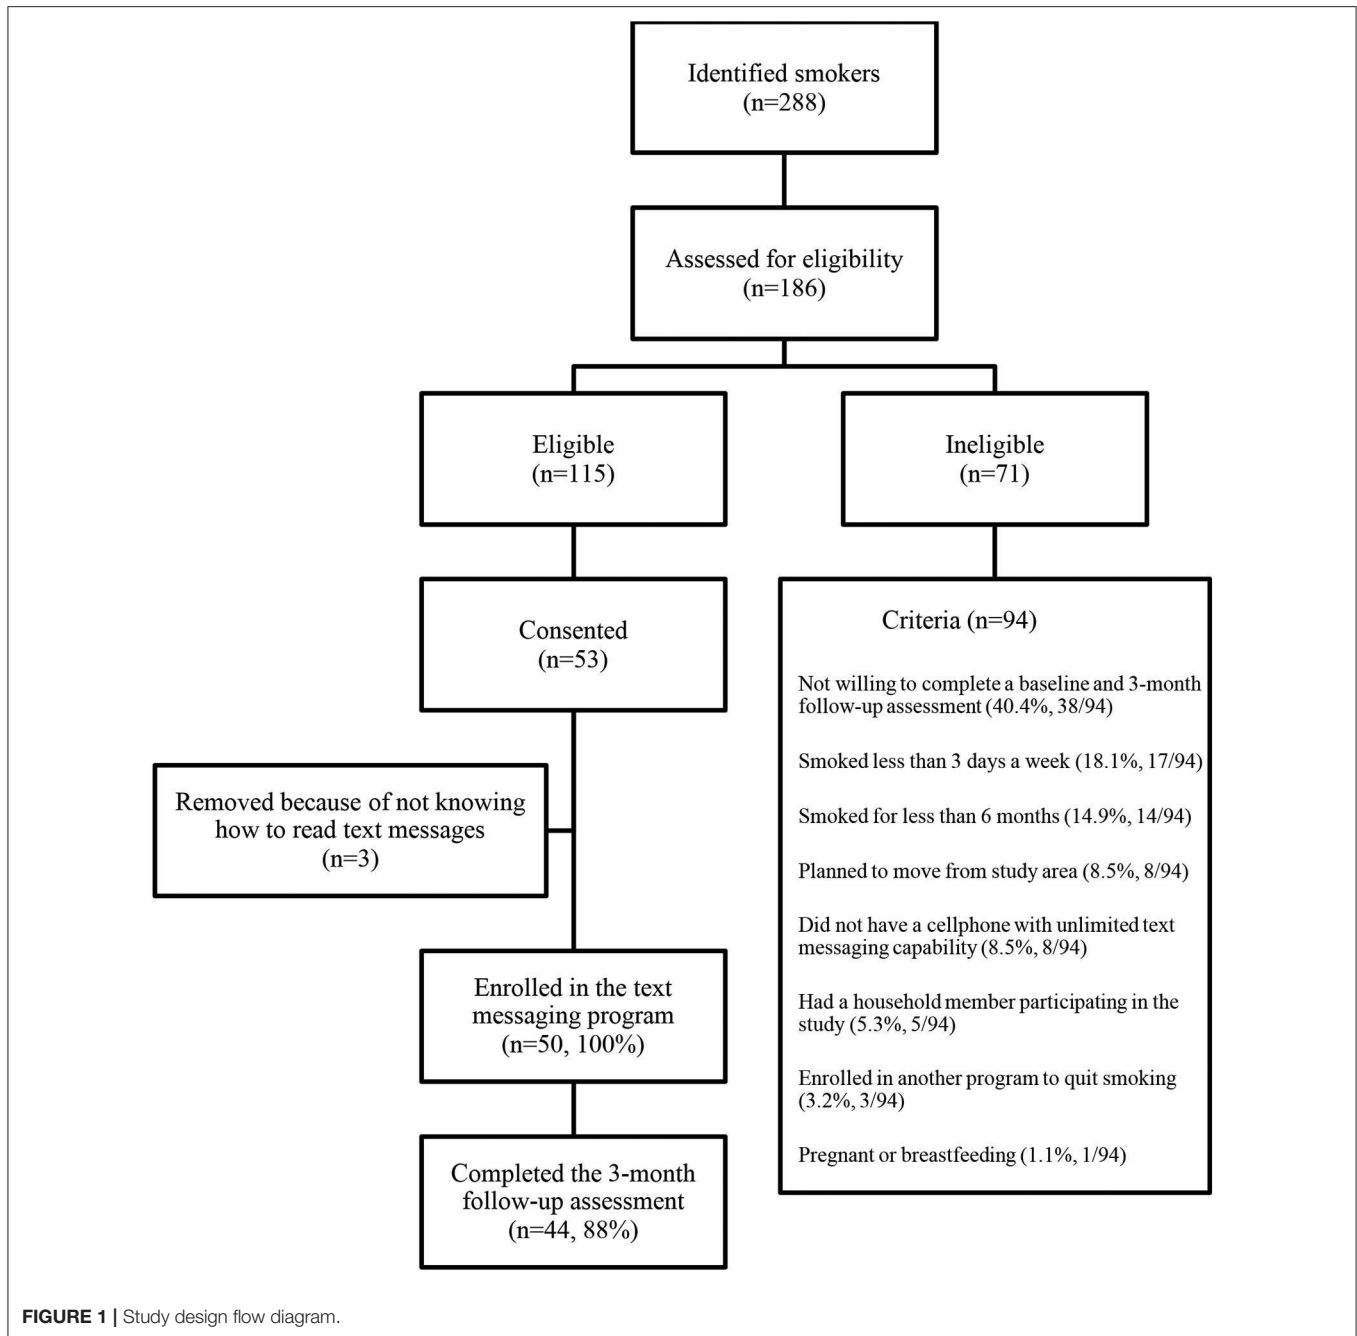 Identified smokers
(n=288)
Assessed for eligibility
(n=186)
Eligible
(n=115)
Ineligible
(n=71)
Consented
(n=53)
Criteria (n=94)
Not willing to complete a baseline and 3-month
follow-up assessment (40.4%, 38/94)
Smoked less than 3 days a week (18.1%, 17/94)
Smoked for less than 6 months (14.9%, 14/94)
Planned to move from study area (8.5%, 8/94)
Did not have a cellphone with unlimited text
messaging capability (8.5%, 8/94)
Had a household member participating in the
study (5.3%, 5/94)
Enrolled in another program to quit smoking
(3.2%, 3/94)
Pregnant or breastfeeding (1.1%, 1/94)
Removed because of not knowing
how to read text messages
(n=3)
Enrolled in the text
messaging program
(n=50, 100%)
Completed the 3-month
follow-up assessment
(n=44, 88%)
FIGURE 1 | Study design flow diagram.